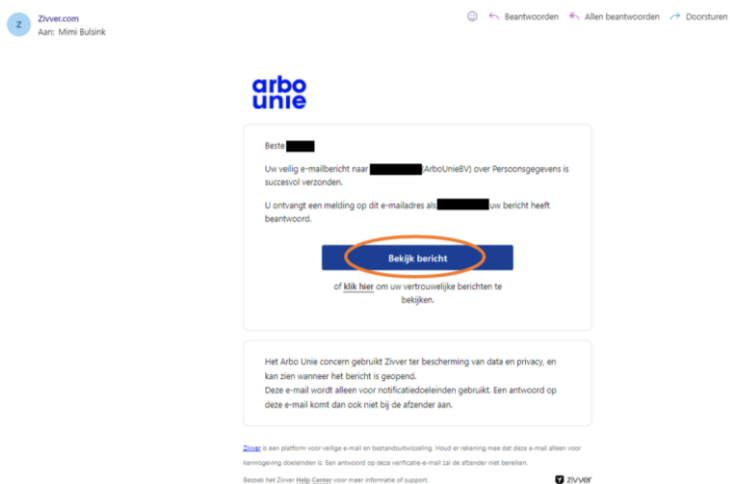 Z
Zivver.com
Aan: Mimi Bulsink
Beantwoorden
Allen beantwoorden
Doorsturen
arbo
unie
Beste
Uw veilig e-mailbericht naar (ArboUnieBV) over Persoonsgegevens is
succesvol verzonden.
U ontvangt een melding op dit e-mailadres als uw bericht heeft
beantwoord.
Bekijk bericht
of klik hier om uw vertrouwelijke berichten te
bekijken.
Het Arbo Unie concern gebruikt Zivver ter bescherming van data en privacy, en
kan zien wanneer het bericht is geopend.
Deze e-mail wordt alleen voor notificatiedoeleinden gebruikt. Een antwoord op
deze e-mail komt dan ook niet bij de afzender aan.
Zivver is een platform voor veilige e-mail en bestandsuitwisseling. Houd er rekening mee dat deze e-mail alleen voor
kennisgeving doeleinden is. Een antwoord op deze verificatie-e-mail zal de afzender niet bereiken.
Bezoek het Zivver Help Center voor meer informatie of support.
zivver